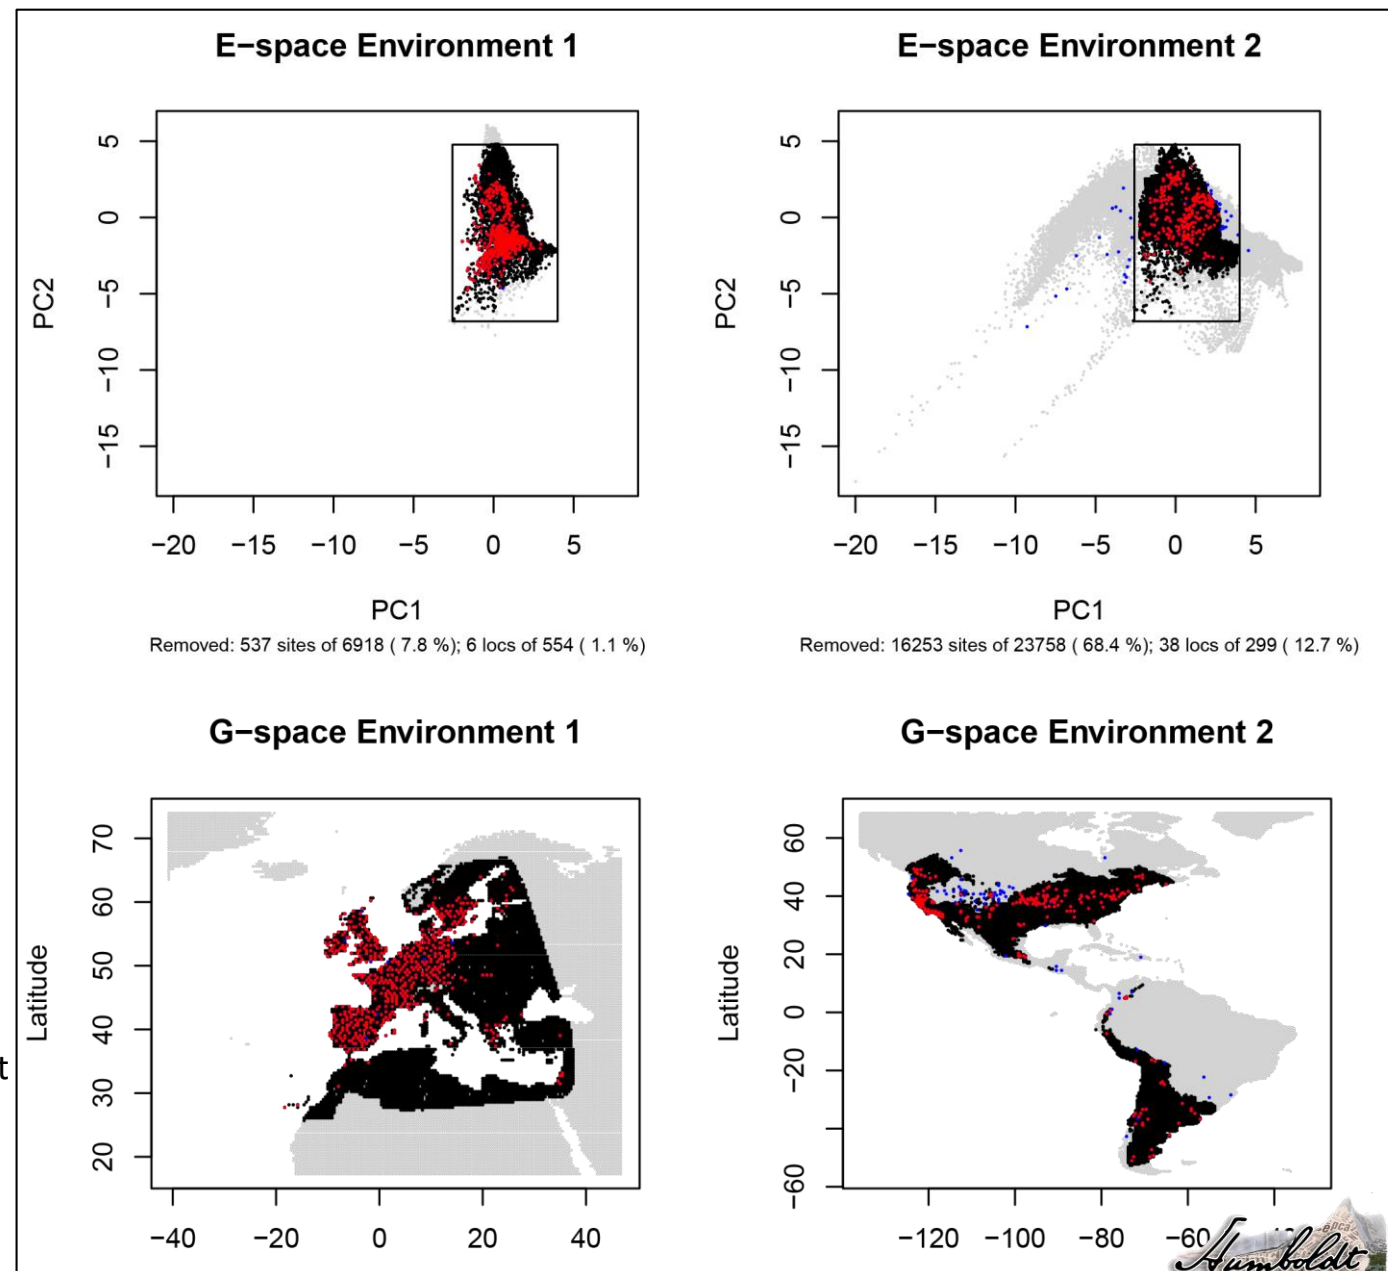 E−space Environment 1
E−space Environment 2
5
0
−5
−10
−15
PC2
−20 −15 −10 −5 0 5
PC1
Removed: 537 sites of 6918 ( 7.8 %); 6 locs of 554 ( 1.1 %)
5
0
−5
−10
−15
PC2
−20 −15 −10 −5 0 5
PC1
Removed: 16253 sites of 23758 ( 68.4 %); 38 locs of 299 ( 12.7 %)
G−space Environment 1
G−space Environment 2
70
60
50
40
30
20
Latitude
t
−40 −20 0 20 40
60
40
20
0
−20
−60
Latitude
−120 −100 −80 −60
Humboldt